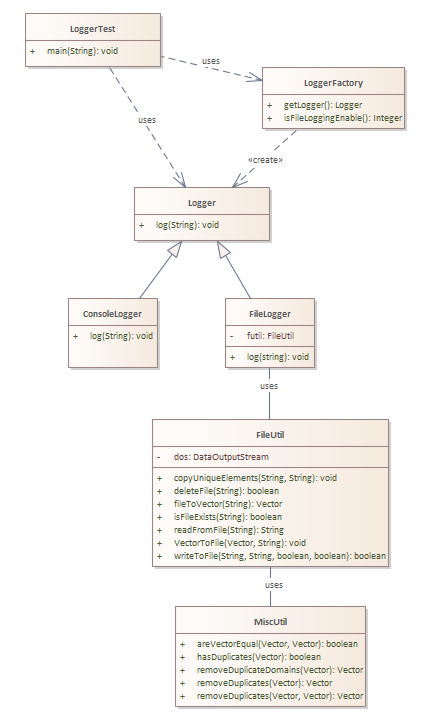 LoggerTest
+ main(String): void
uses
LoggerFactory
+ getLogger(): Logger
+ isFileLoggingEnable(): Integer
uses
«create»
Logger
+ log(String): void
ConsoleLogger
+ log(String): void
FileLogger
- futil: FileUtil
+ log(string): void
uses
FileUtil
- dos: DataOutputStream
+ copyUniqueElements(String, String): void
+ deleteFile(String): boolean
+ fileToVector(String): Vector
+ isFileExists(String): boolean
+ readFromFile(String): String
+ VectorToFile(Vector, String): void
+ writeToFile(String, String, boolean, boolean): boolean
uses
MiscUtil
+ areVectorEqual(Vector, Vector): boolean
+ hasDuplicates(Vector): boolean
+ removeDuplicateDomains(Vector): Vector
+ removeDuplicates(Vector): Vector
+ removeDuplicates(Vector, Vector): Vector